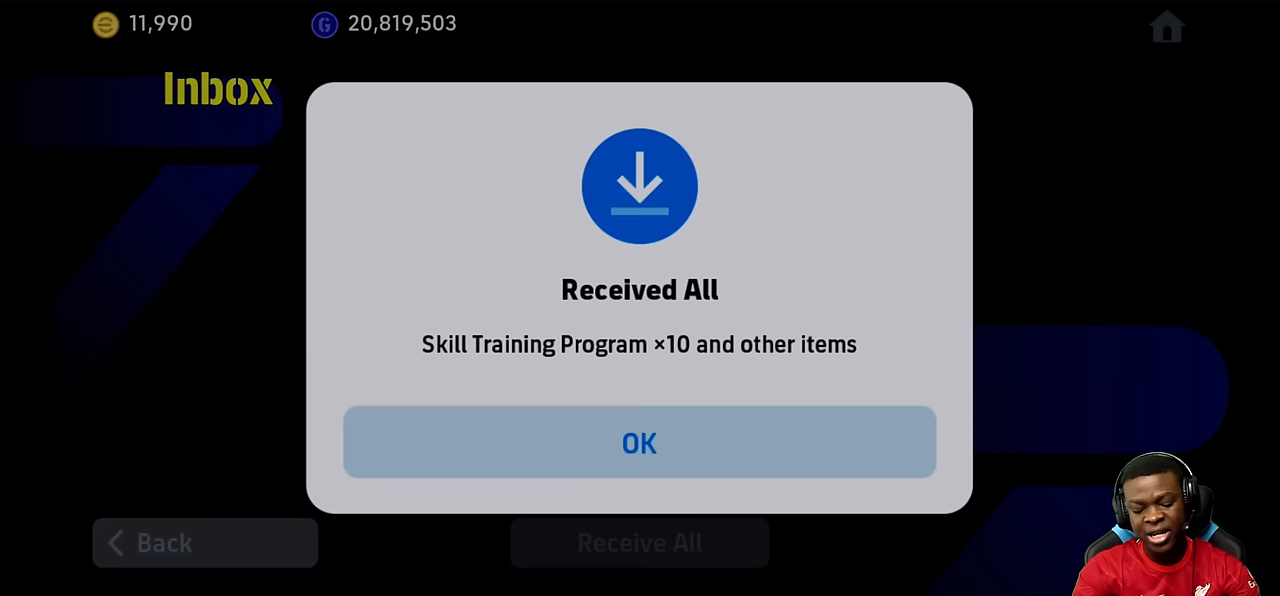 11,990
20,819,503
Inbox
Received All
Skill Training Program ×10 and other items
OK
Back
Receive All